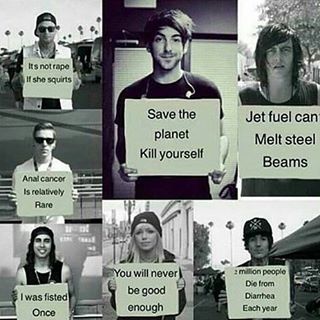 It's not rape
If she squirts
Save the
planet
Kill yourself
Jet fuel can
Melt steel
Beams
Anal cancer
Is relatively
Rare
I was fisted
Once
You will never
be good
enough
2 million people
Die from
Diarrhea
Each year